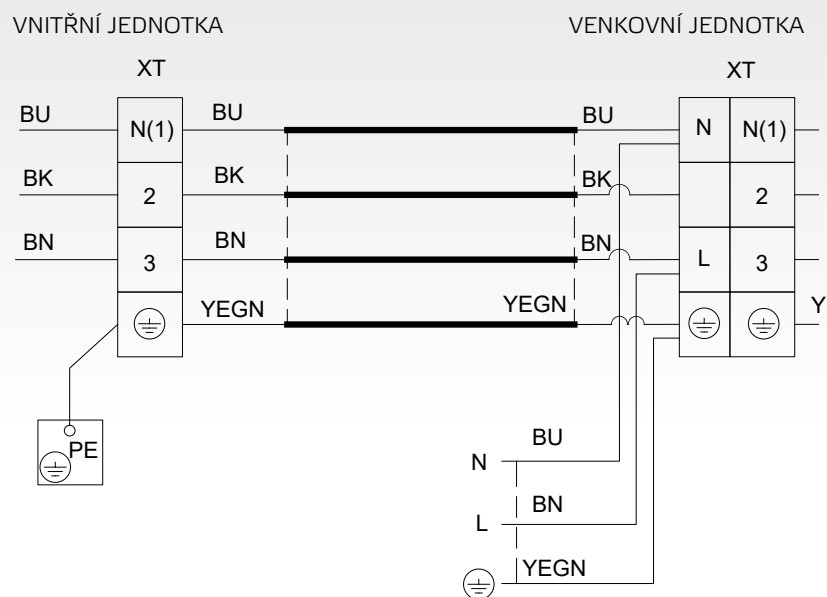 VNITŘNÍ JEDNOTKA VENKOVNÍ JEDNOTKA
XT XT
BU N(1) BU BU N N(1)
BK 2 BK BK 2
BN 3 BN BN L 3
YEGN YEGN Y
PE
N BU
L BN
YEGN